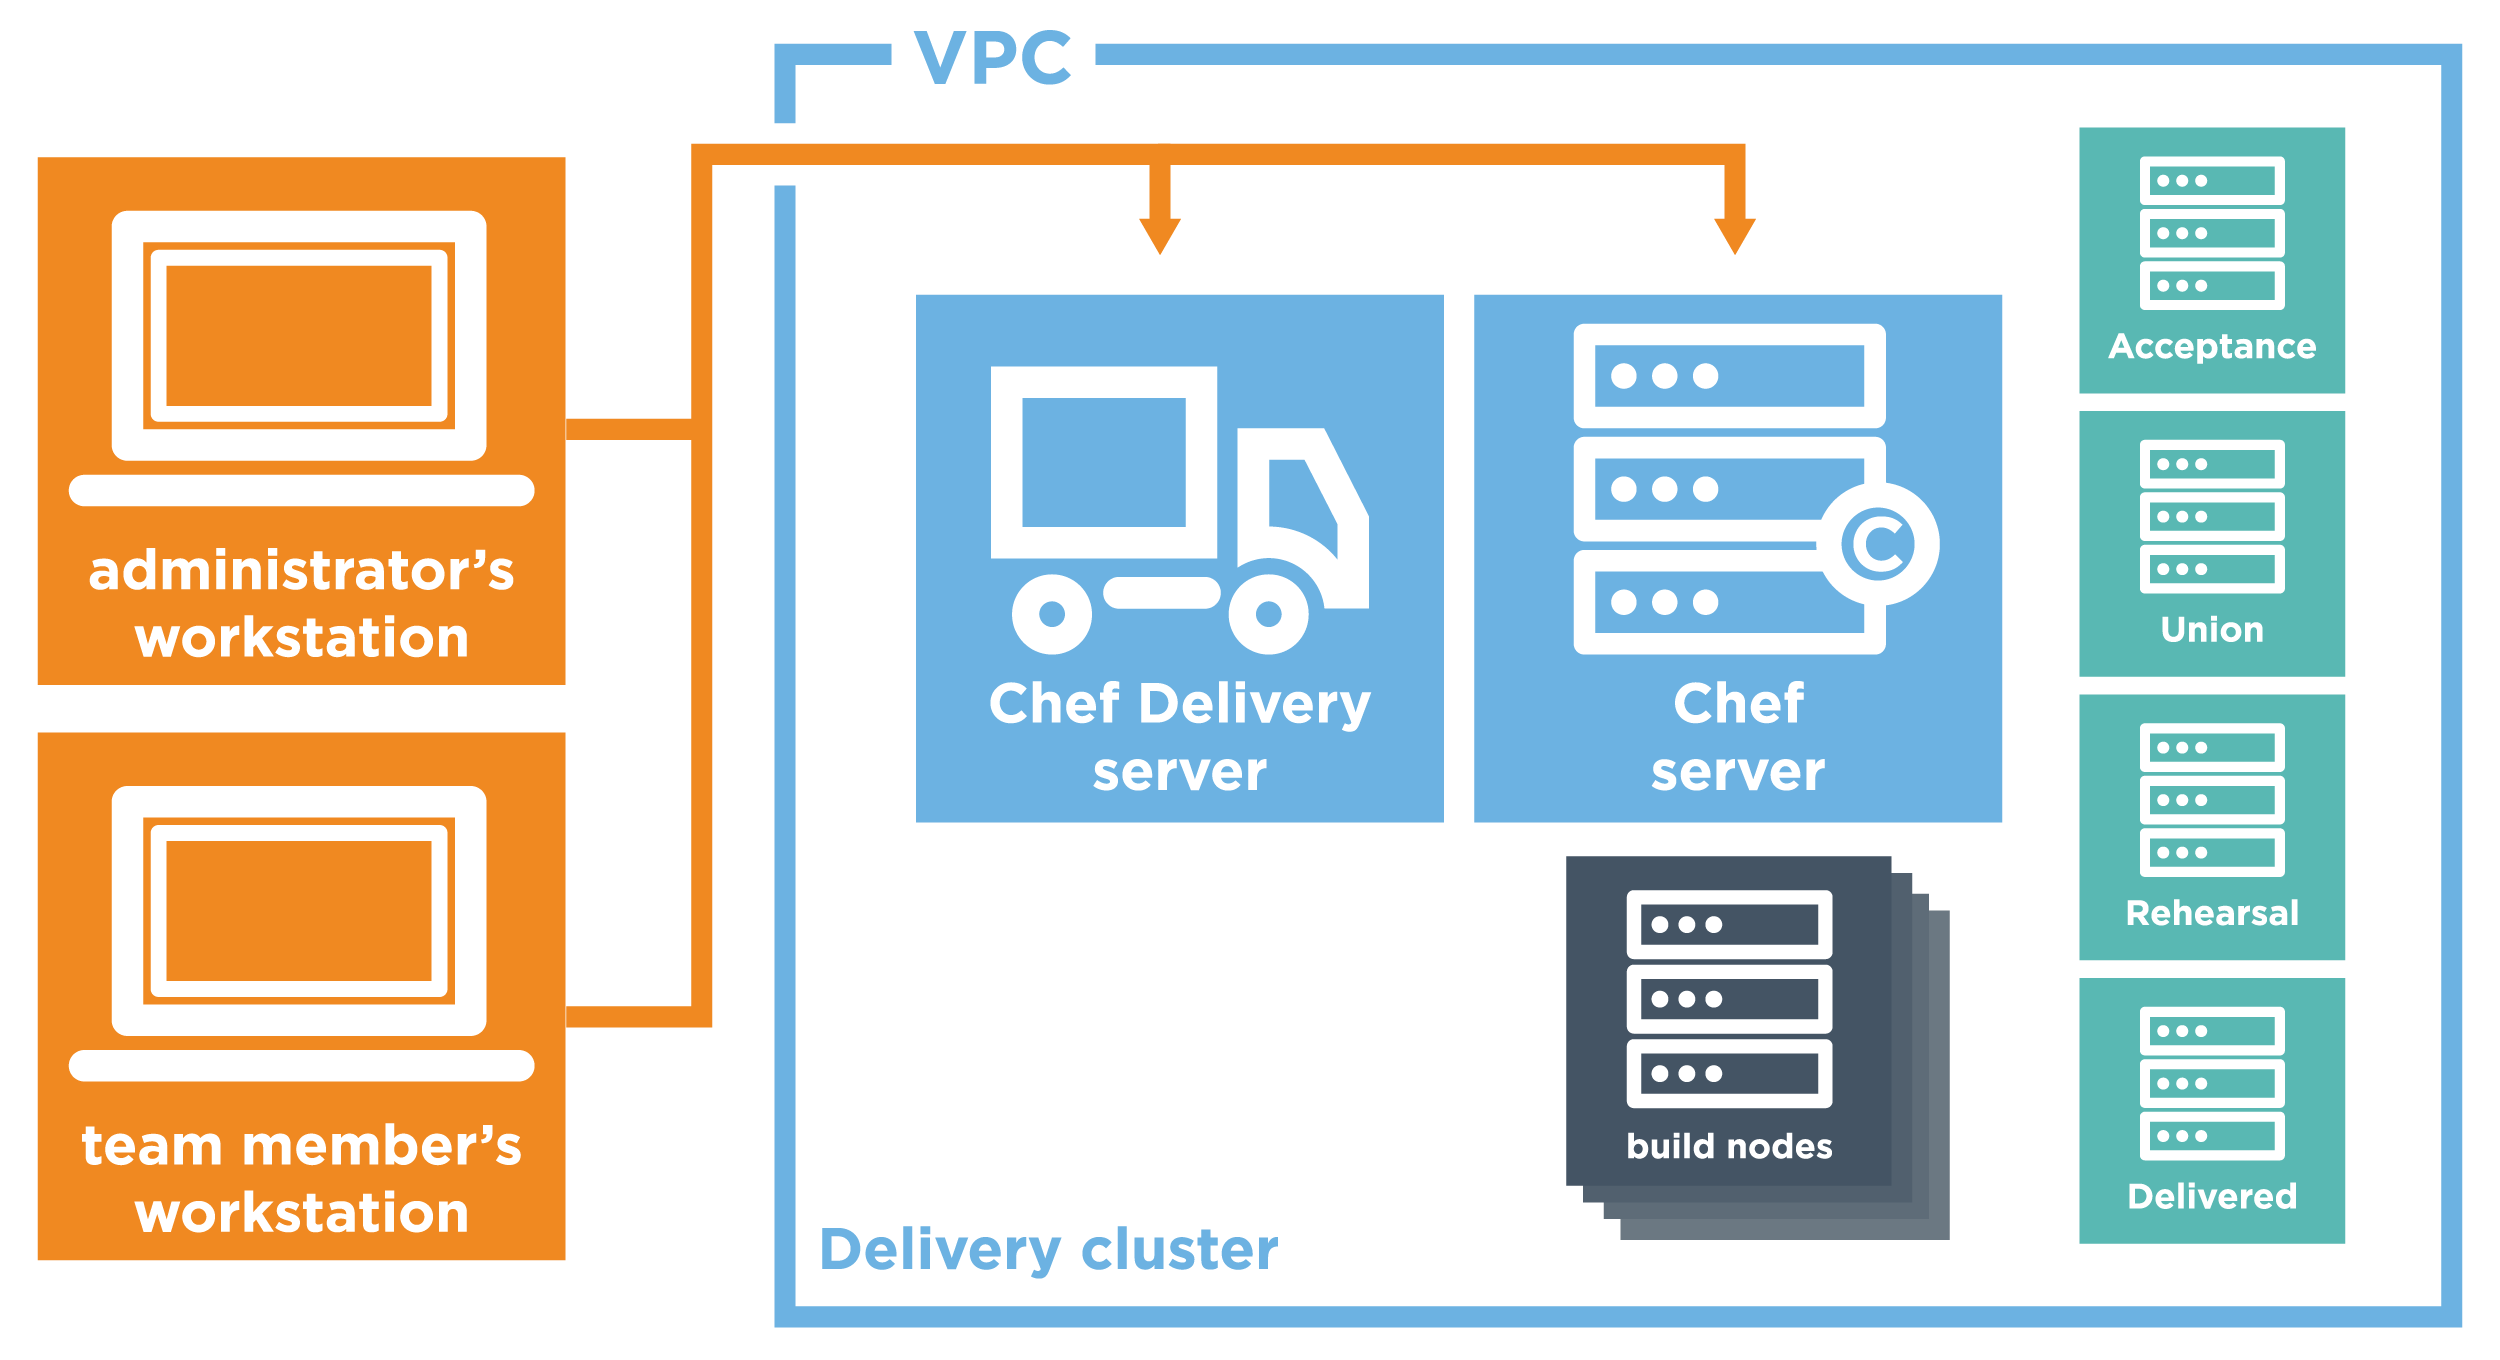 VPC
administrator's
workstation
team member's
workstation
Chef Delivery
server
C
Chef
server
build nodes
Delivery cluster
Acceptance
Union
Rehearsal
Delivered